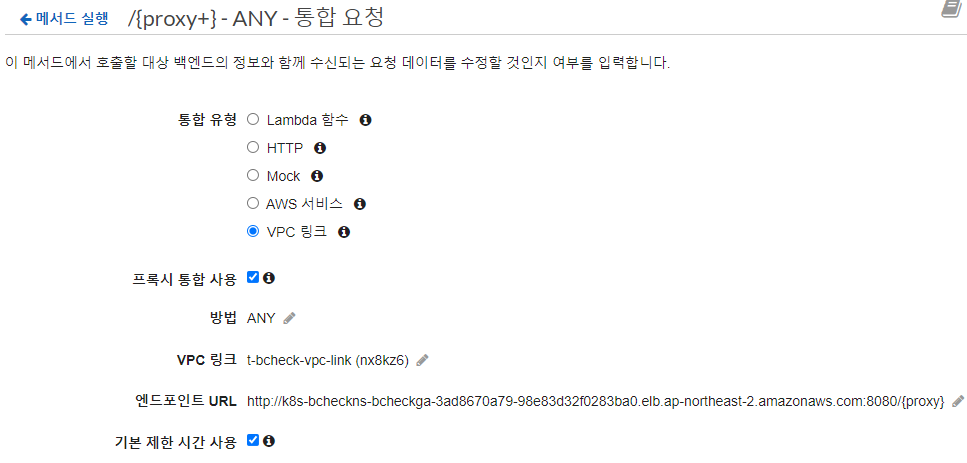 메서드 실행 /{proxy+} - ANY - 통합 요청
이 메서드에서 호출할 대상 백엔드의 정보와 함께 수신되는 요청 데이터를 수정할 것인지 여부를 입력합니다.
통합 유형 Lambda 함수
HTTP
Mock
AWS 서비스
VPC 링크
프록시 통합 사용
방법 ANY
VPC 링크 t-bcheck-vpc-link (nx8kz6)
엔드포인트 URL http://k8s-bcheckns-bcheckga-3ad8670a79-98e83d32f0283ba0.elb.ap-northeast-2.amazonaws.com:8080/{proxy}
기본 제한 시간 사용